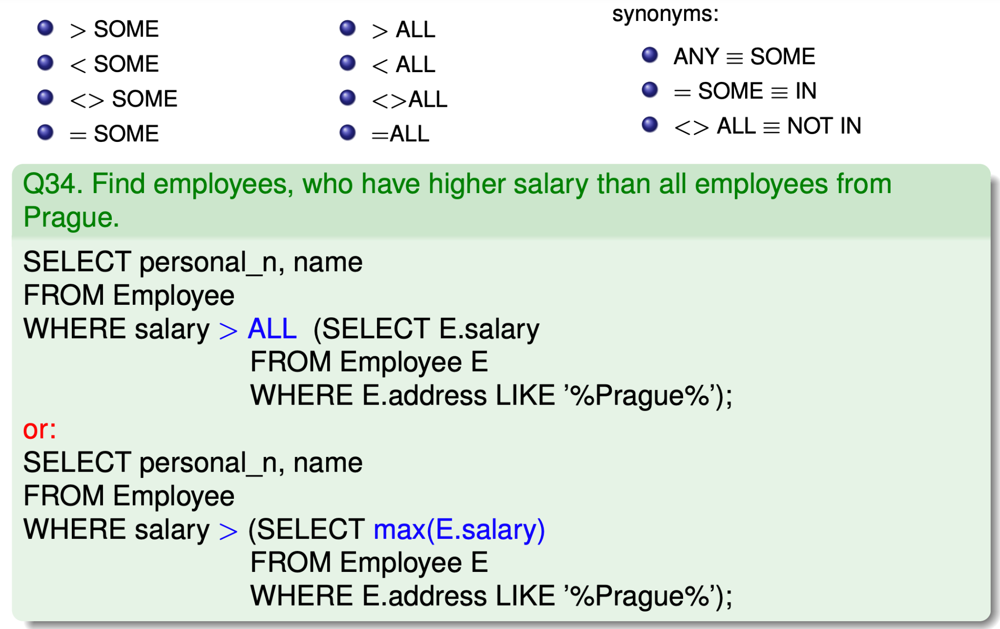 > SOME
< SOME
<> SOME
= SOME
> ALL
< ALL
<>ALL
=ALL
synonyms:
ANY ≡ SOME
= SOME ≡ IN
<> ALL ≡ NOT IN
Q34. Find employees, who have higher salary than all employees from
Prague.
SELECT personal_n, name
FROM Employee
WHERE salary > ALL (SELECT E.salary
FROM Employee E
WHERE E.address LIKE ’%Prague%’);
or:
SELECT personal_n, name
FROM Employee
WHERE salary > (SELECT max(E.salary)
FROM Employee E
WHERE E.address LIKE ’%Prague%’);